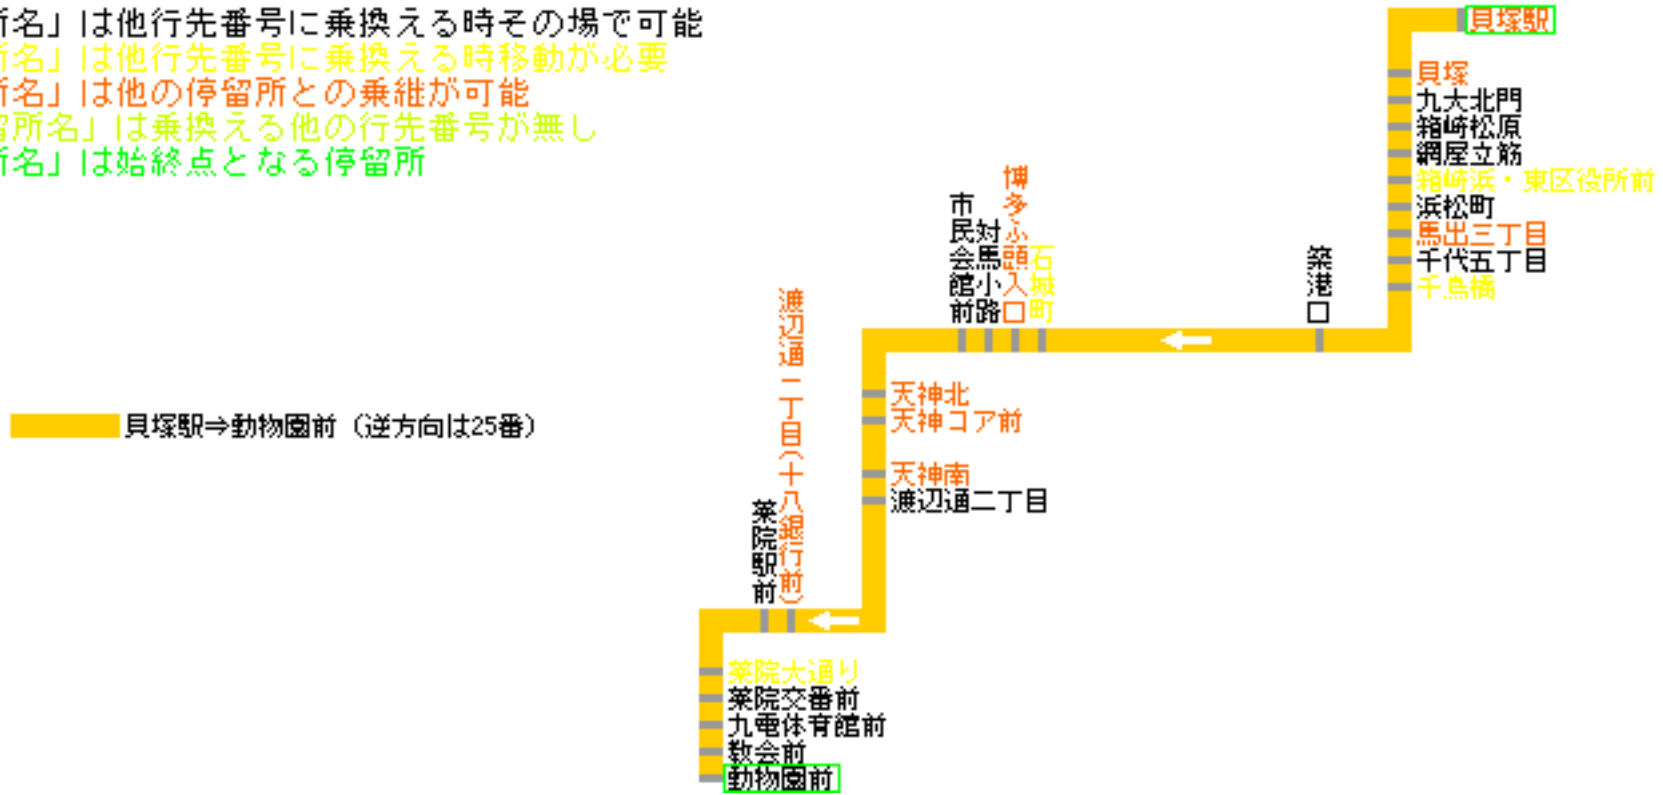 所名」は他行先番号に乗換える時その場で可能
所名」は他行先番号に乗換える時移動が必要
所名」は他の停留所との乗継が可能
留所名」は乗換える他の行先番号が無し
所名」は始終点となる停留所
貝塚駅
貝塚
九大北門
箱崎松原
網屋立筋
箱崎浜・東区役所前
浜松町
馬出三丁目
千代五丁目
千鳥橋
築港口
石城町
博多ふ頭入口
対馬小路
市民会館前
天神北
天神コア前
天神南
渡辺通二丁目
渡辺通一丁目(十八銀行前)
薬院駅前
薬院大通り
薬院交番前
九電体育館前
教会前
動物園前
貝塚駅⇒動物園前（逆方向は25番）